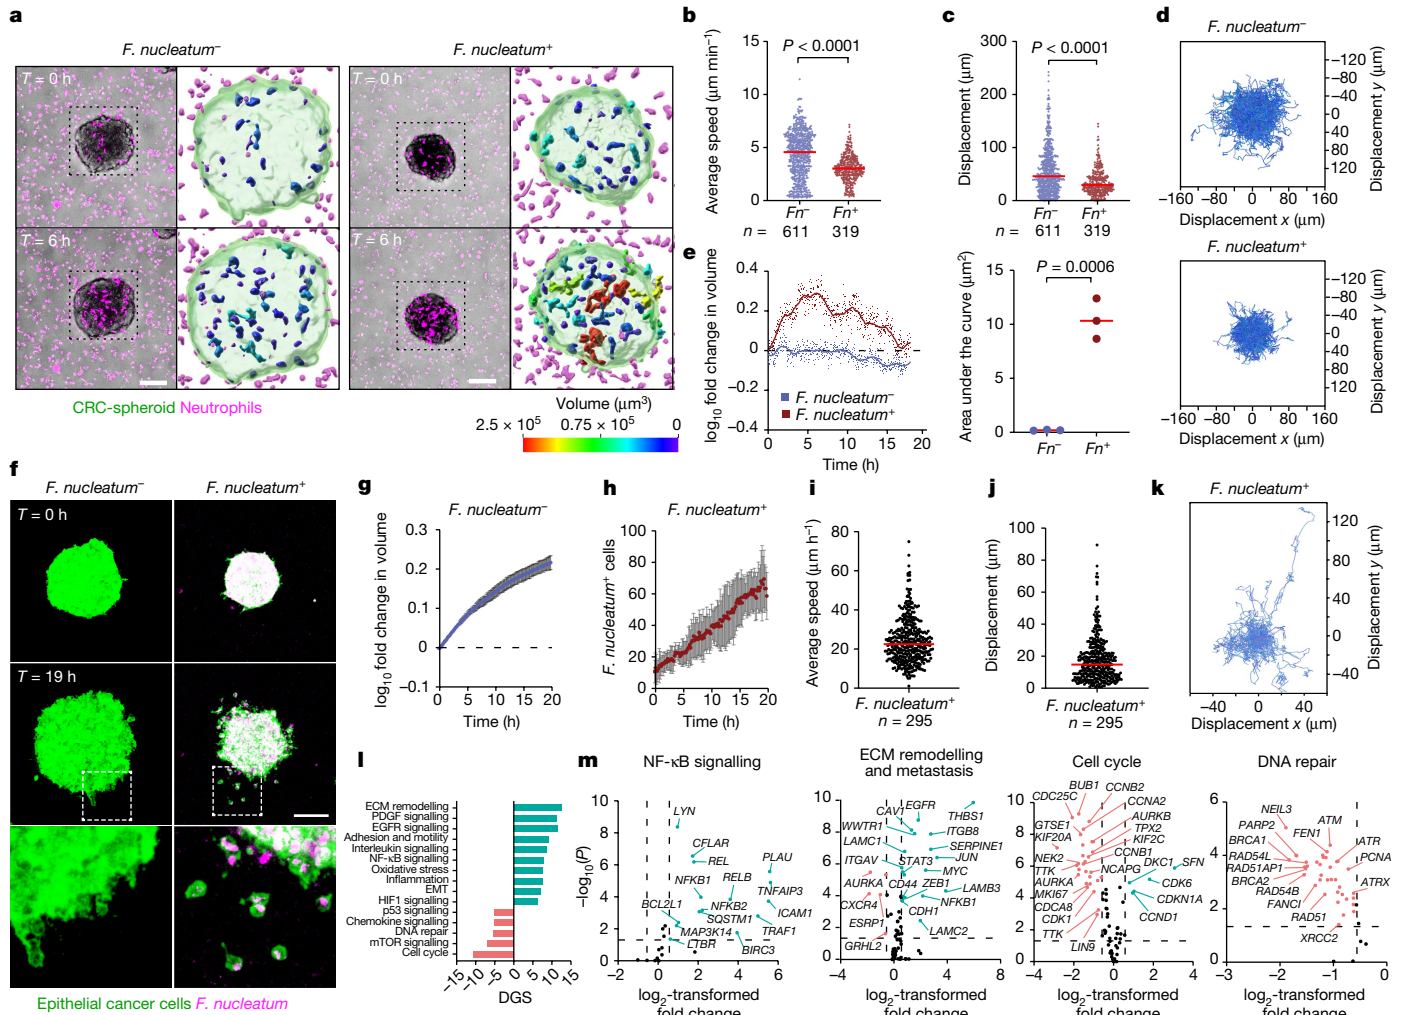 a
F. nucleatum⁻
F. nucleatum⁺
T = 0 h
T = 0 h
T = 6 h
T = 6 h
CRC-spheroid Neutrophils
Volume (μm³)
2.5 × 10⁵
0.75 × 10⁵
0
b
Average speed (μm min⁻¹)
15
10
5
0
P < 0.0001
Fn⁻
Fn⁺
n =
611
319
c
Displacement (μm)
300
200
100
0
P < 0.0001
Fn⁻
Fn⁺
611
319
d
F. nucleatum⁻
−120
−80
−40
0
40
80
120
Displacement y (μm)
−160
−80
0
80
160
Displacement x (μm)
F. nucleatum⁺
−120
−80
−40
0
40
80
120
Displacement y (μm)
−160
−80
0
80
160
Displacement x (μm)
e
log₁₀ fold change in volume
0.4
0.2
0
−0.2
−0.4
F. nucleatum⁻
F. nucleatum⁺
0
5
10
15
20
Time (h)
Area under the curve (μm²)
15
10
5
0
P = 0.0006
Fn⁻
Fn⁺
f
F. nucleatum⁻
F. nucleatum⁺
T = 0 h
T = 19 h
Epithelial cancer cells F. nucleatum
g
F. nucleatum⁻
log₁₀ fold change in volume
0.3
0.2
0.1
0
−0.1
0
5
10
15
20
Time (h)
h
F. nucleatum⁺
F. nucleatum⁺ cells
100
80
60
40
20
0
0
5
10
15
20
Time (h)
i
Average speed (μm h⁻¹)
80
60
40
20
0
F. nucleatum⁺
n = 295
j
Displacement (μm)
100
80
60
40
20
0
F. nucleatum⁺
n = 295
k
F. nucleatum⁺
120
80
40
0
−40
Displacement y (μm)
−40
0
40
Displacement x (μm)
l
ECM remodelling
PDGF signalling
EGFR signalling
Adhesion and motility
Interleukin signalling
NF-κB signalling
Oxidative stress
Inflammation
EMT
HIF1 signalling
p53 signalling
Chemokine signalling
DNA repair
mTOR signalling
Cell cycle
−15
−10
−5
0
5
10
15
DGS
m
NF-κB signalling
−log₁₀(P)
10
8
6
4
2
0
LYN
CFLAR
REL
PLAU
NFKB1
RELB
TNFAIP3
BCL2L1
NFKB2
ICAM1
SQSTM1
MAP3K14
TRAF1
LTBR
BIRC3
−2
0
2
4
6
log₂-transformed
fold change
ECM remodelling
and metastasis
10
8
6
4
2
0
EGFR
CAV1
THBS1
WWTR1
ITGB8
LAMC1
SERPINE1
ITGAV
STAT3
JUN
MYC
AURKA
CD44
ZEB1
LAMB3
CXCR4
NFKB1
CDH1
ESRP1
LAMC2
GRHL2
−4
0
4
8
log₂-transformed
fold change
Cell cycle
10
8
6
4
2
0
BUB1
CCNB2
CDC25C
CCNA2
AURKB
GTSE1
TPX2
KIF20A
KIF2C
CCNB1
NEK2
DKC1
SFN
TTK
NCAPG
AURKA
CDK6
MKI67
CDKN1A
CDCA8
CDK1
CCND1
TTK
LIN9
−4
−2
0
2
4
log₂-transformed
fold change
DNA repair
6
4
2
0
NEIL3
PARP2
ATM
FEN1
BRCA1
ATR
RAD54L
PCNA
RAD51AP1
BRCA2
ATRX
RAD54B
FANCI
RAD51
XRCC2
−3
−2
−1
0
log₂-transformed
fold change